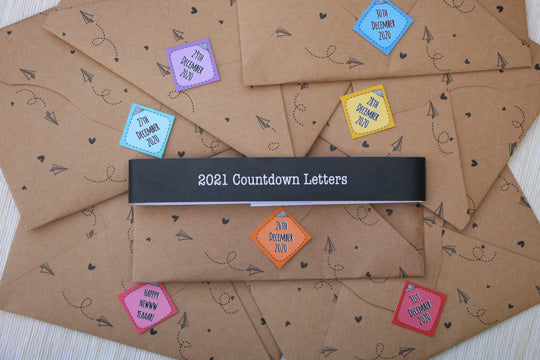 30TH
December
2020
29TH
December
2020
28TH
December
2020
27TH
December
2020
2021 Countdown Letters
26TH
December
2020
Happy
Newww
Yeaaar!
31st
December
2020